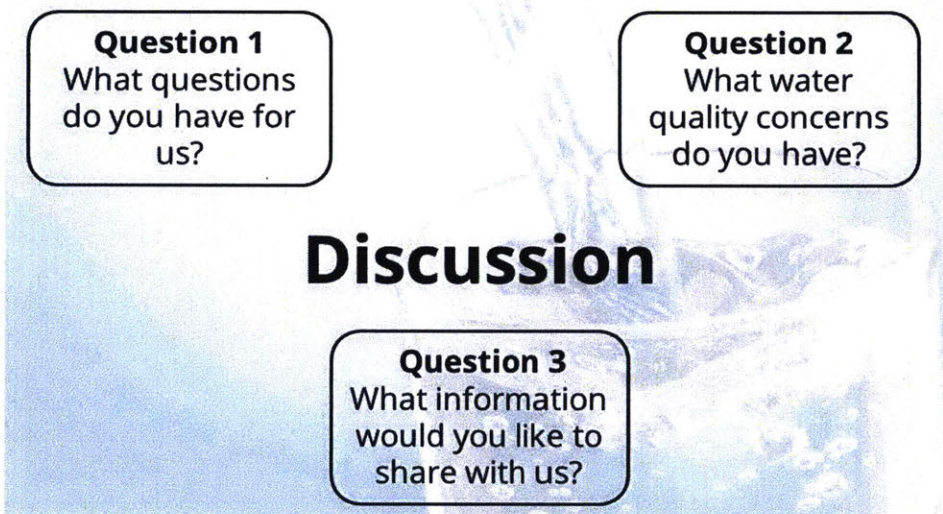 Question 1
What questions
do you have for
us?
Question 2
What water
quality concerns
do you have?
Discussion
Question 3
What information
would you like to
share with us?